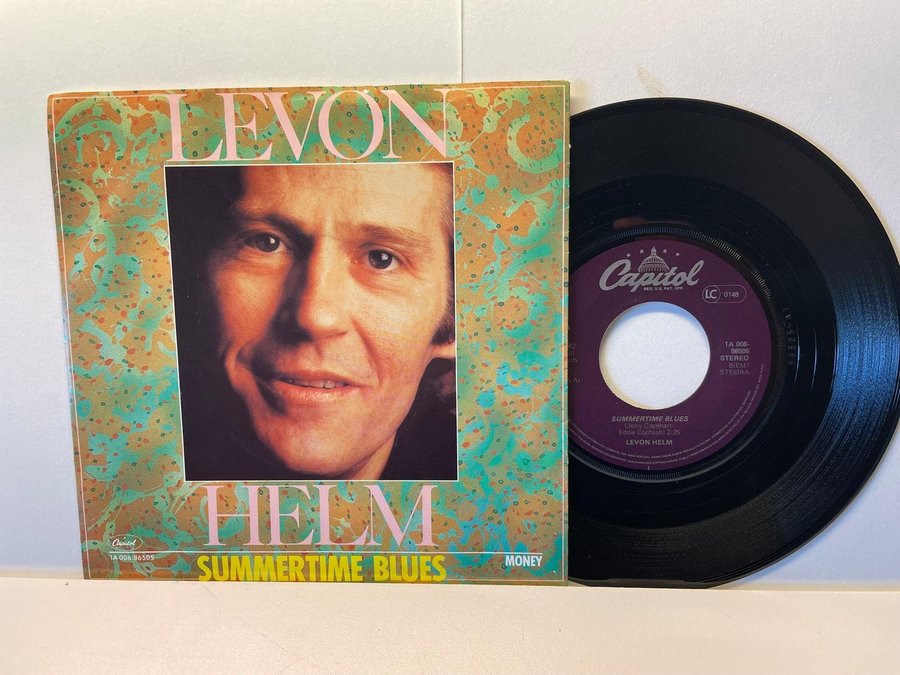 LEVON
HELM
Capitol
1A 006 86505
SUMMERTIME BLUES
MONEY
Capitol
REG. U.S. PAT. OFF
LC 0148
1A 006-
86505
STEREO
BIEM/
STEMRA
SUMMERTIME BLUES
(Jerry Capehart
Eddie Cochran) 2:25
LEVON HELM